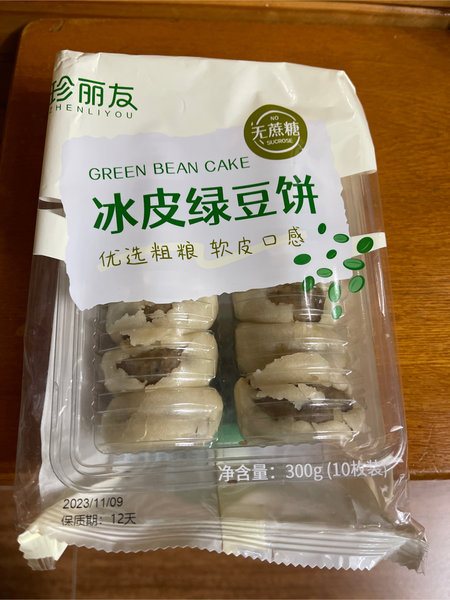 珍丽友
ZHENLIYOU
NO
无蔗糖
SUCROSE
GREEN BEAN CAKE
冰皮绿豆饼
优选粗粮 软皮口感
净含量：300g (10枚装)
2023/11/09
保质期：12天